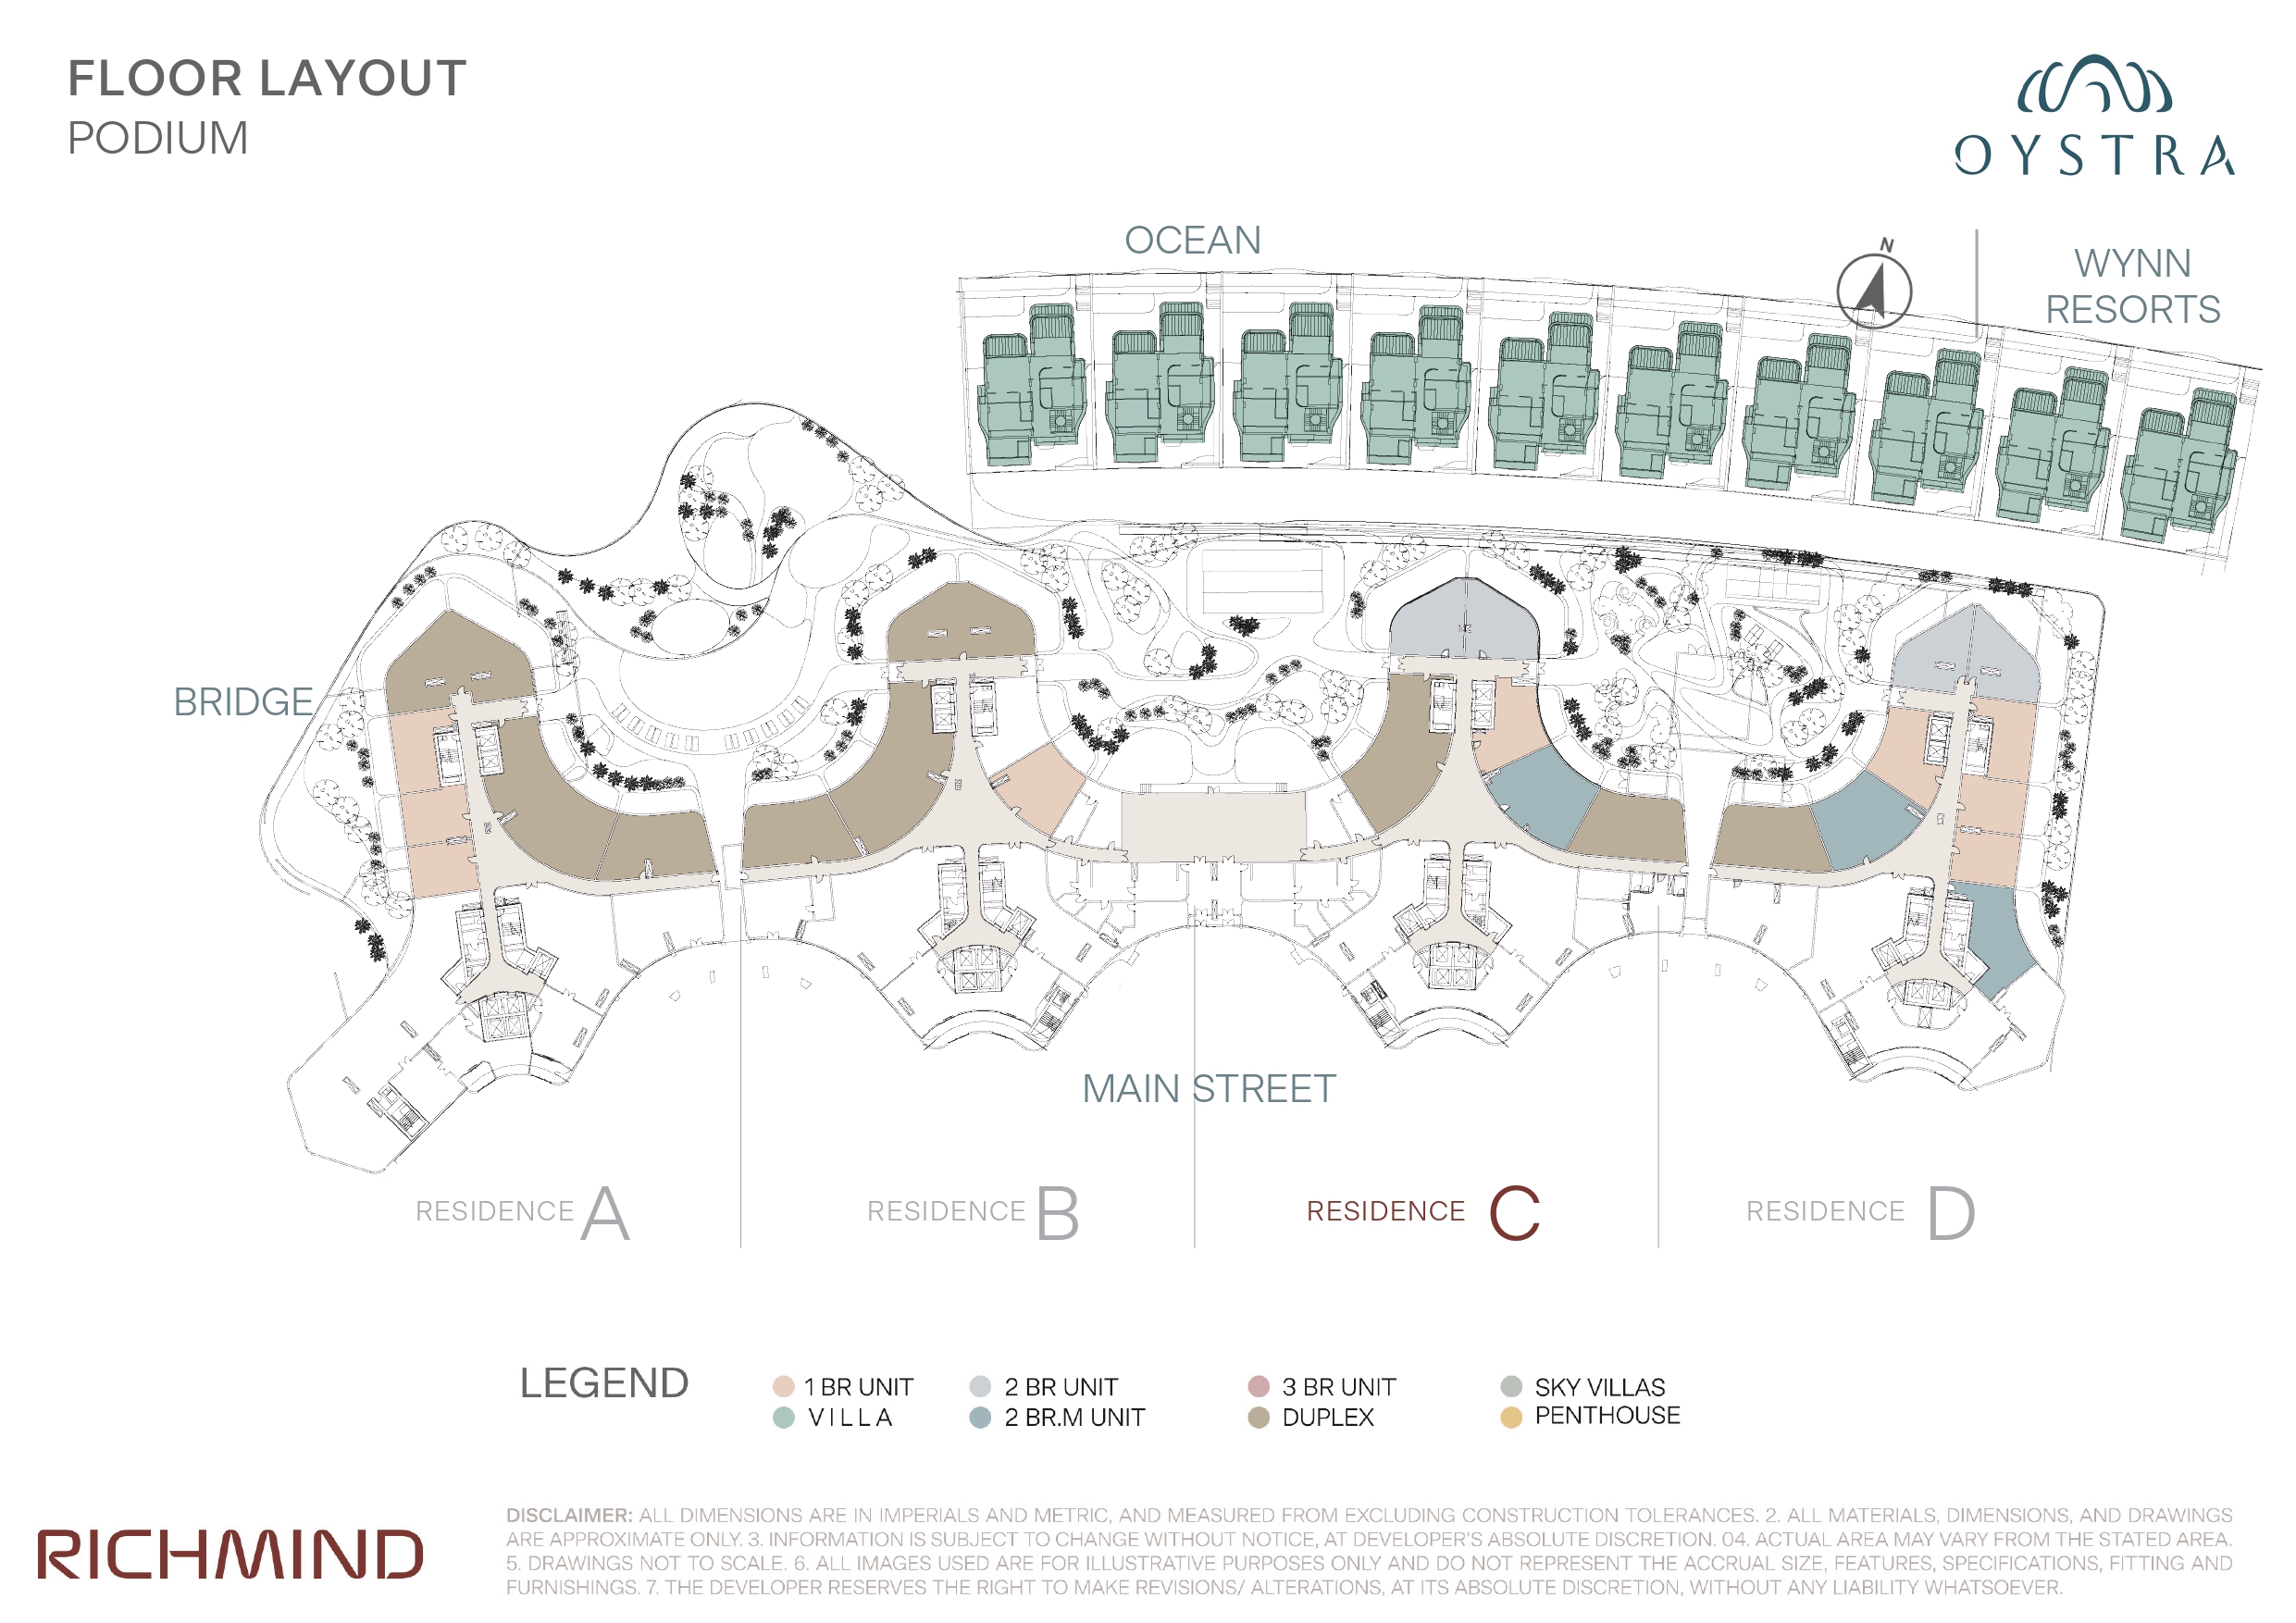 FLOOR LAYOUT
PODIUM
OYSTRA
OCEAN
N
WYNN
RESORTS
BRIDGE
MAIN STREET
RESIDENCE A
RESIDENCE B
RESIDENCE C
RESIDENCE D
LEGEND
1 BR UNIT
2 BR UNIT
3 BR UNIT
SKY VILLAS
VILLA
2 BR.M UNIT
DUPLEX
PENTHOUSE
RICHMIND
DISCLAIMER: ALL DIMENSIONS ARE IN IMPERIALS AND METRIC, AND MEASURED FROM EXCLUDING CONSTRUCTION TOLERANCES. 2. ALL MATERIALS, DIMENSIONS, AND DRAWINGS
ARE APPROXIMATE ONLY. 3. INFORMATION IS SUBJECT TO CHANGE WITHOUT NOTICE, AT DEVELOPER'S ABSOLUTE DISCRETION. 04. ACTUAL AREA MAY VARY FROM THE STATED AREA.
5. DRAWINGS NOT TO SCALE. 6. ALL IMAGES USED ARE FOR ILLUSTRATIVE PURPOSES ONLY AND DO NOT REPRESENT THE ACCRUAL SIZE, FEATURES, SPECIFICATIONS, FITTING AND
FURNISHINGS. 7. THE DEVELOPER RESERVES THE RIGHT TO MAKE REVISIONS/ ALTERATIONS, AT ITS ABSOLUTE DISCRETION, WITHOUT ANY LIABILITY WHATSOEVER.